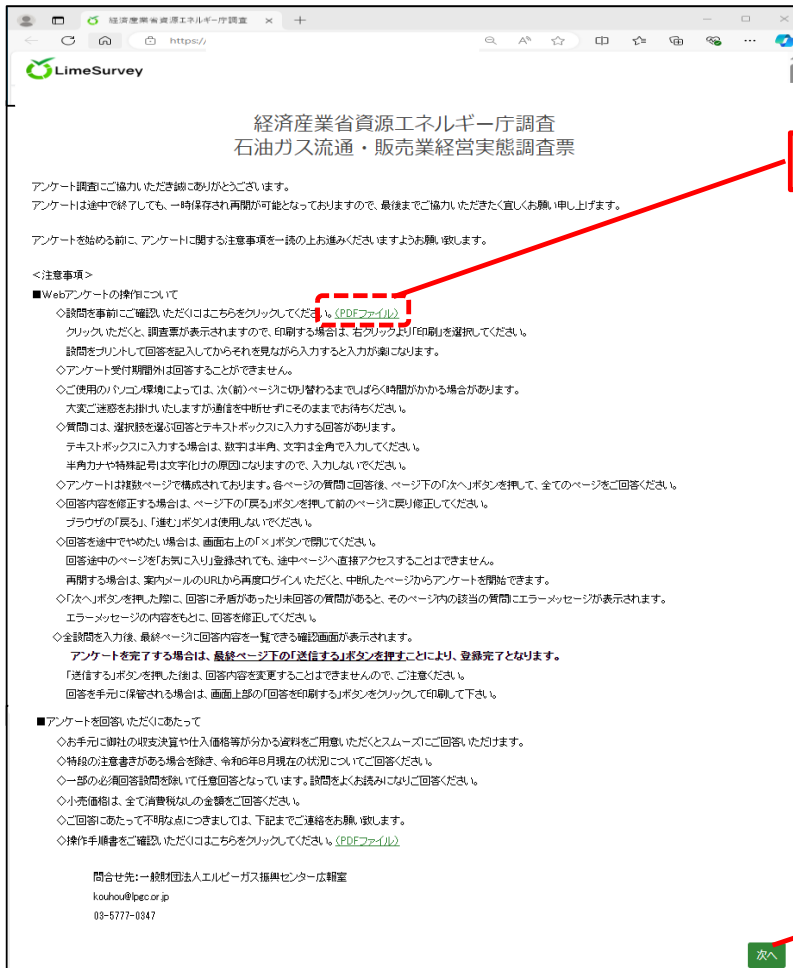 経済産業省資源エネルギー庁調査
https://
LimeSurvey
経済産業省資源エネルギー庁調査
石油ガス流通・販売業経営実態調査票
アンケート調査にご協力いただき誠にありがとうございます。
アンケートは途中で終了しても、一時保存され再開が可能となっておりますので、最後までご協力いただきたく宜しくお願い申し上げます。
アンケートを始める前に、アンケートに関する注意事項を一読の上お進みくださいますようお願い致します。
<注意事項>
■Webアンケートの操作について
◇設問を事前にご確認いただくにはこちらをクリックしてください。(PDFファイル)
クリックいただくと、調査票が表示されますので、印刷する場合は、右クリックより「印刷」を選択してください。
設問をプリントして回答を記入してからそれを見ながら入力すると入力が楽になります。
◇アンケート受付期間外は回答することができません。
◇ご使用のパソコン環境によっては、次(前)ページに切り替わるまでしばらく時間がかかる場合があります。
大変ご迷惑をお掛けいたしますが通信を中断せずにそのままでお待ちください。
◇質問には、選択肢を選ぶ回答とテキストボックスに入力する回答があります。
テキストボックスに入力する場合は、数字は半角、文字は全角で入力してください。
半角カナや特殊記号は文字化けの原因になりますので、入力しないでください。
◇アンケートは複数ページで構成されております。各ページの質問に回答後、ページ下の「次へ」ボタンを押して、全てのページをご回答ください。
◇回答内容を修正する場合は、ページ下の「戻る」ボタンを押して前のページに戻り修正してください。
ブラウザの「戻る」、「進む」ボタンは使用しないでください。
◇回答を途中でやめたい場合は、画面右上の「×」ボタンで閉じてください。
回答途中のページを「お気に入り」登録されても、途中ページへ直接アクセスすることはできません。
再開する場合は、案内メールのURLから再度ログインいただくと、中断したページからアンケートを開始できます。
◇「次へ」ボタンを押した際に、回答に矛盾があったり未回答の質問があると、そのページ内の該当の質問にエラーメッセージが表示されます。
エラーメッセージの内容をもとに、回答を修正してください。
◇全設問を入力後、最終ページに回答内容を一覧できる確認画面が表示されます。
アンケートを完了する場合は、最終ページ下の「送信する」ボタンを押すことにより、登録完了となります。
「送信する」ボタンを押した後は、回答内容を変更することはできませんので、ご注意ください。
回答を手元に保管される場合は、画面上部の「回答を印刷する」ボタンをクリックして印刷して下さい。
■アンケートを回答いただくにあたって
◇お手元に御社の収支決算や仕入価格等が分かる資料をご用意いただくとスムーズにご回答いただけます。
◇特段の注意書きがある場合を除き、令和6年8月現在の状況についてご回答ください。
◇一部の必須回答設問を除いて任意回答となっています。設問をよくお読みになりご回答ください。
◇小売価格は、全て消費税なしの金額をご回答ください。
◇ご回答にあたって不明な点につきましては、下記までご連絡をお願い致します。
◇操作手順書をご確認いただくにはこちらをクリックしてください。(PDFファイル)
問合せ先:一般財団法人エルピーガス振興センター広報室
kouhou@lpgc.or.jp
03-5777-0347
次へ